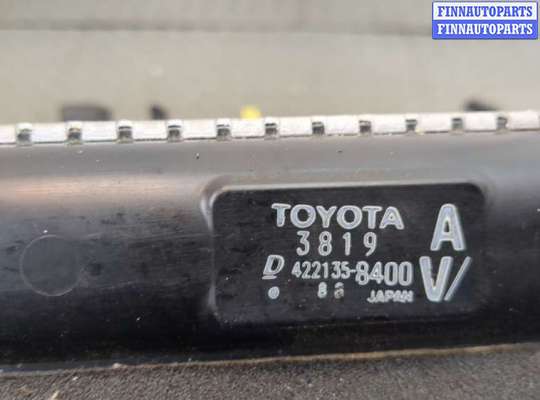 FINNAUTOPARTS
FINNAUTOPARTS
TOYOTA A
3819
D 422135-8400 V/
JAPAN